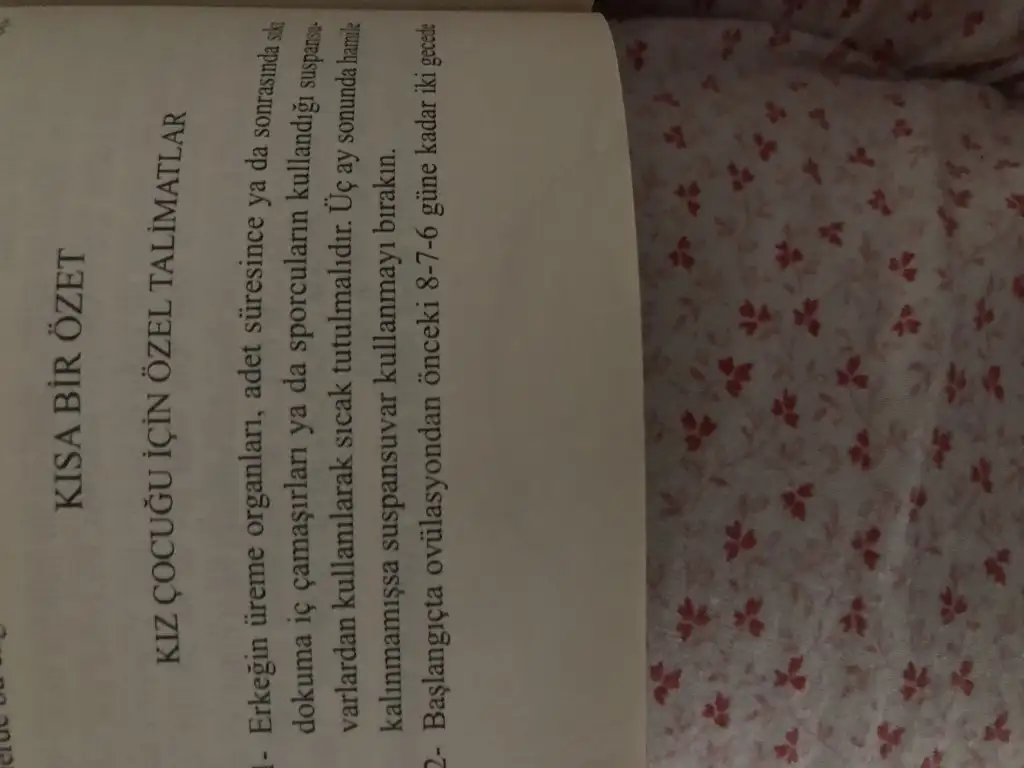 KISA BİR ÖZET
KIZ ÇOCUĞU İÇİN ÖZEL TALİMATLAR
1- Erkeğin üreme organları, adet süresince ya da sonrasında sıkı
dokuma iç çamaşırları ya da sporcuların kullandığı suspansu-
varlardan kullanılarak sıcak tutulmalıdır. Üç ay sonunda hamile
kalınmamışsa suspansuvar kullanmayı bırakın.
2- Başlangıçta ovülasyondan önceki 8-7-6 güne kadar iki gecede